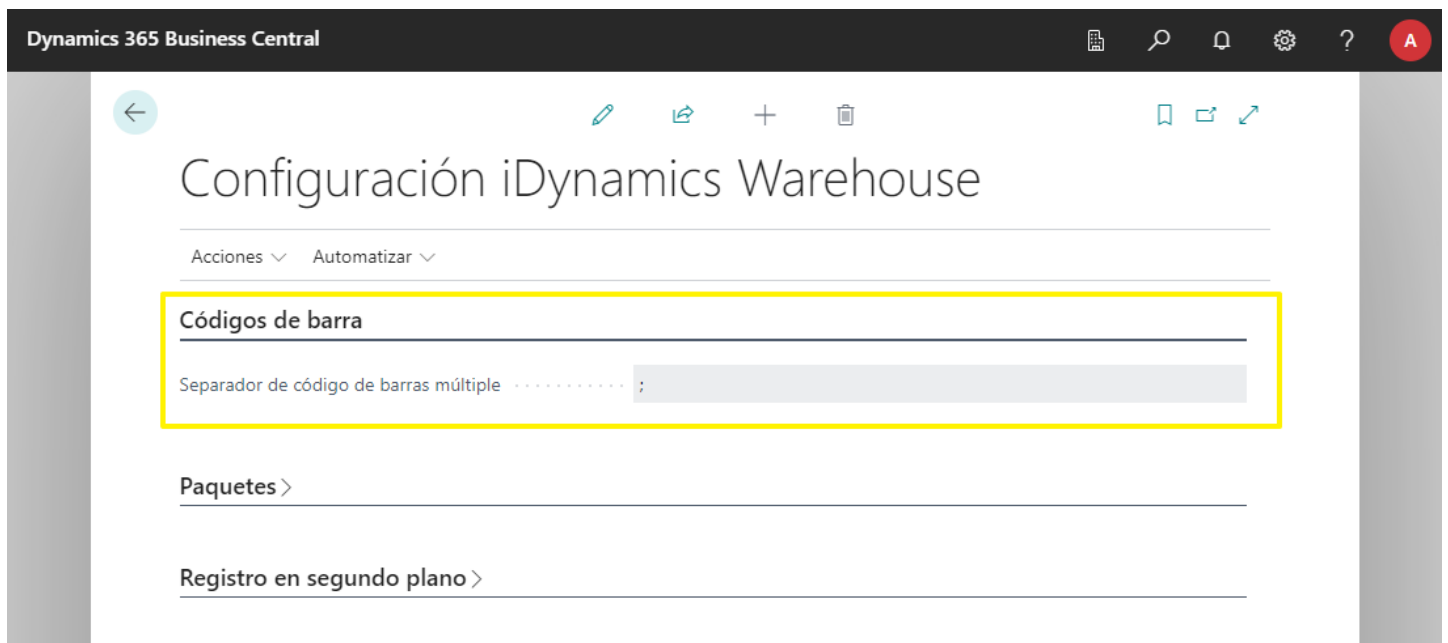 Dynamics 365 Business Central
?
A
Configuración iDynamics Warehouse
Acciones Automatizar
Códigos de barra
Separador de código de barras múltiple ;
Paquetes
Registro en segundo plano